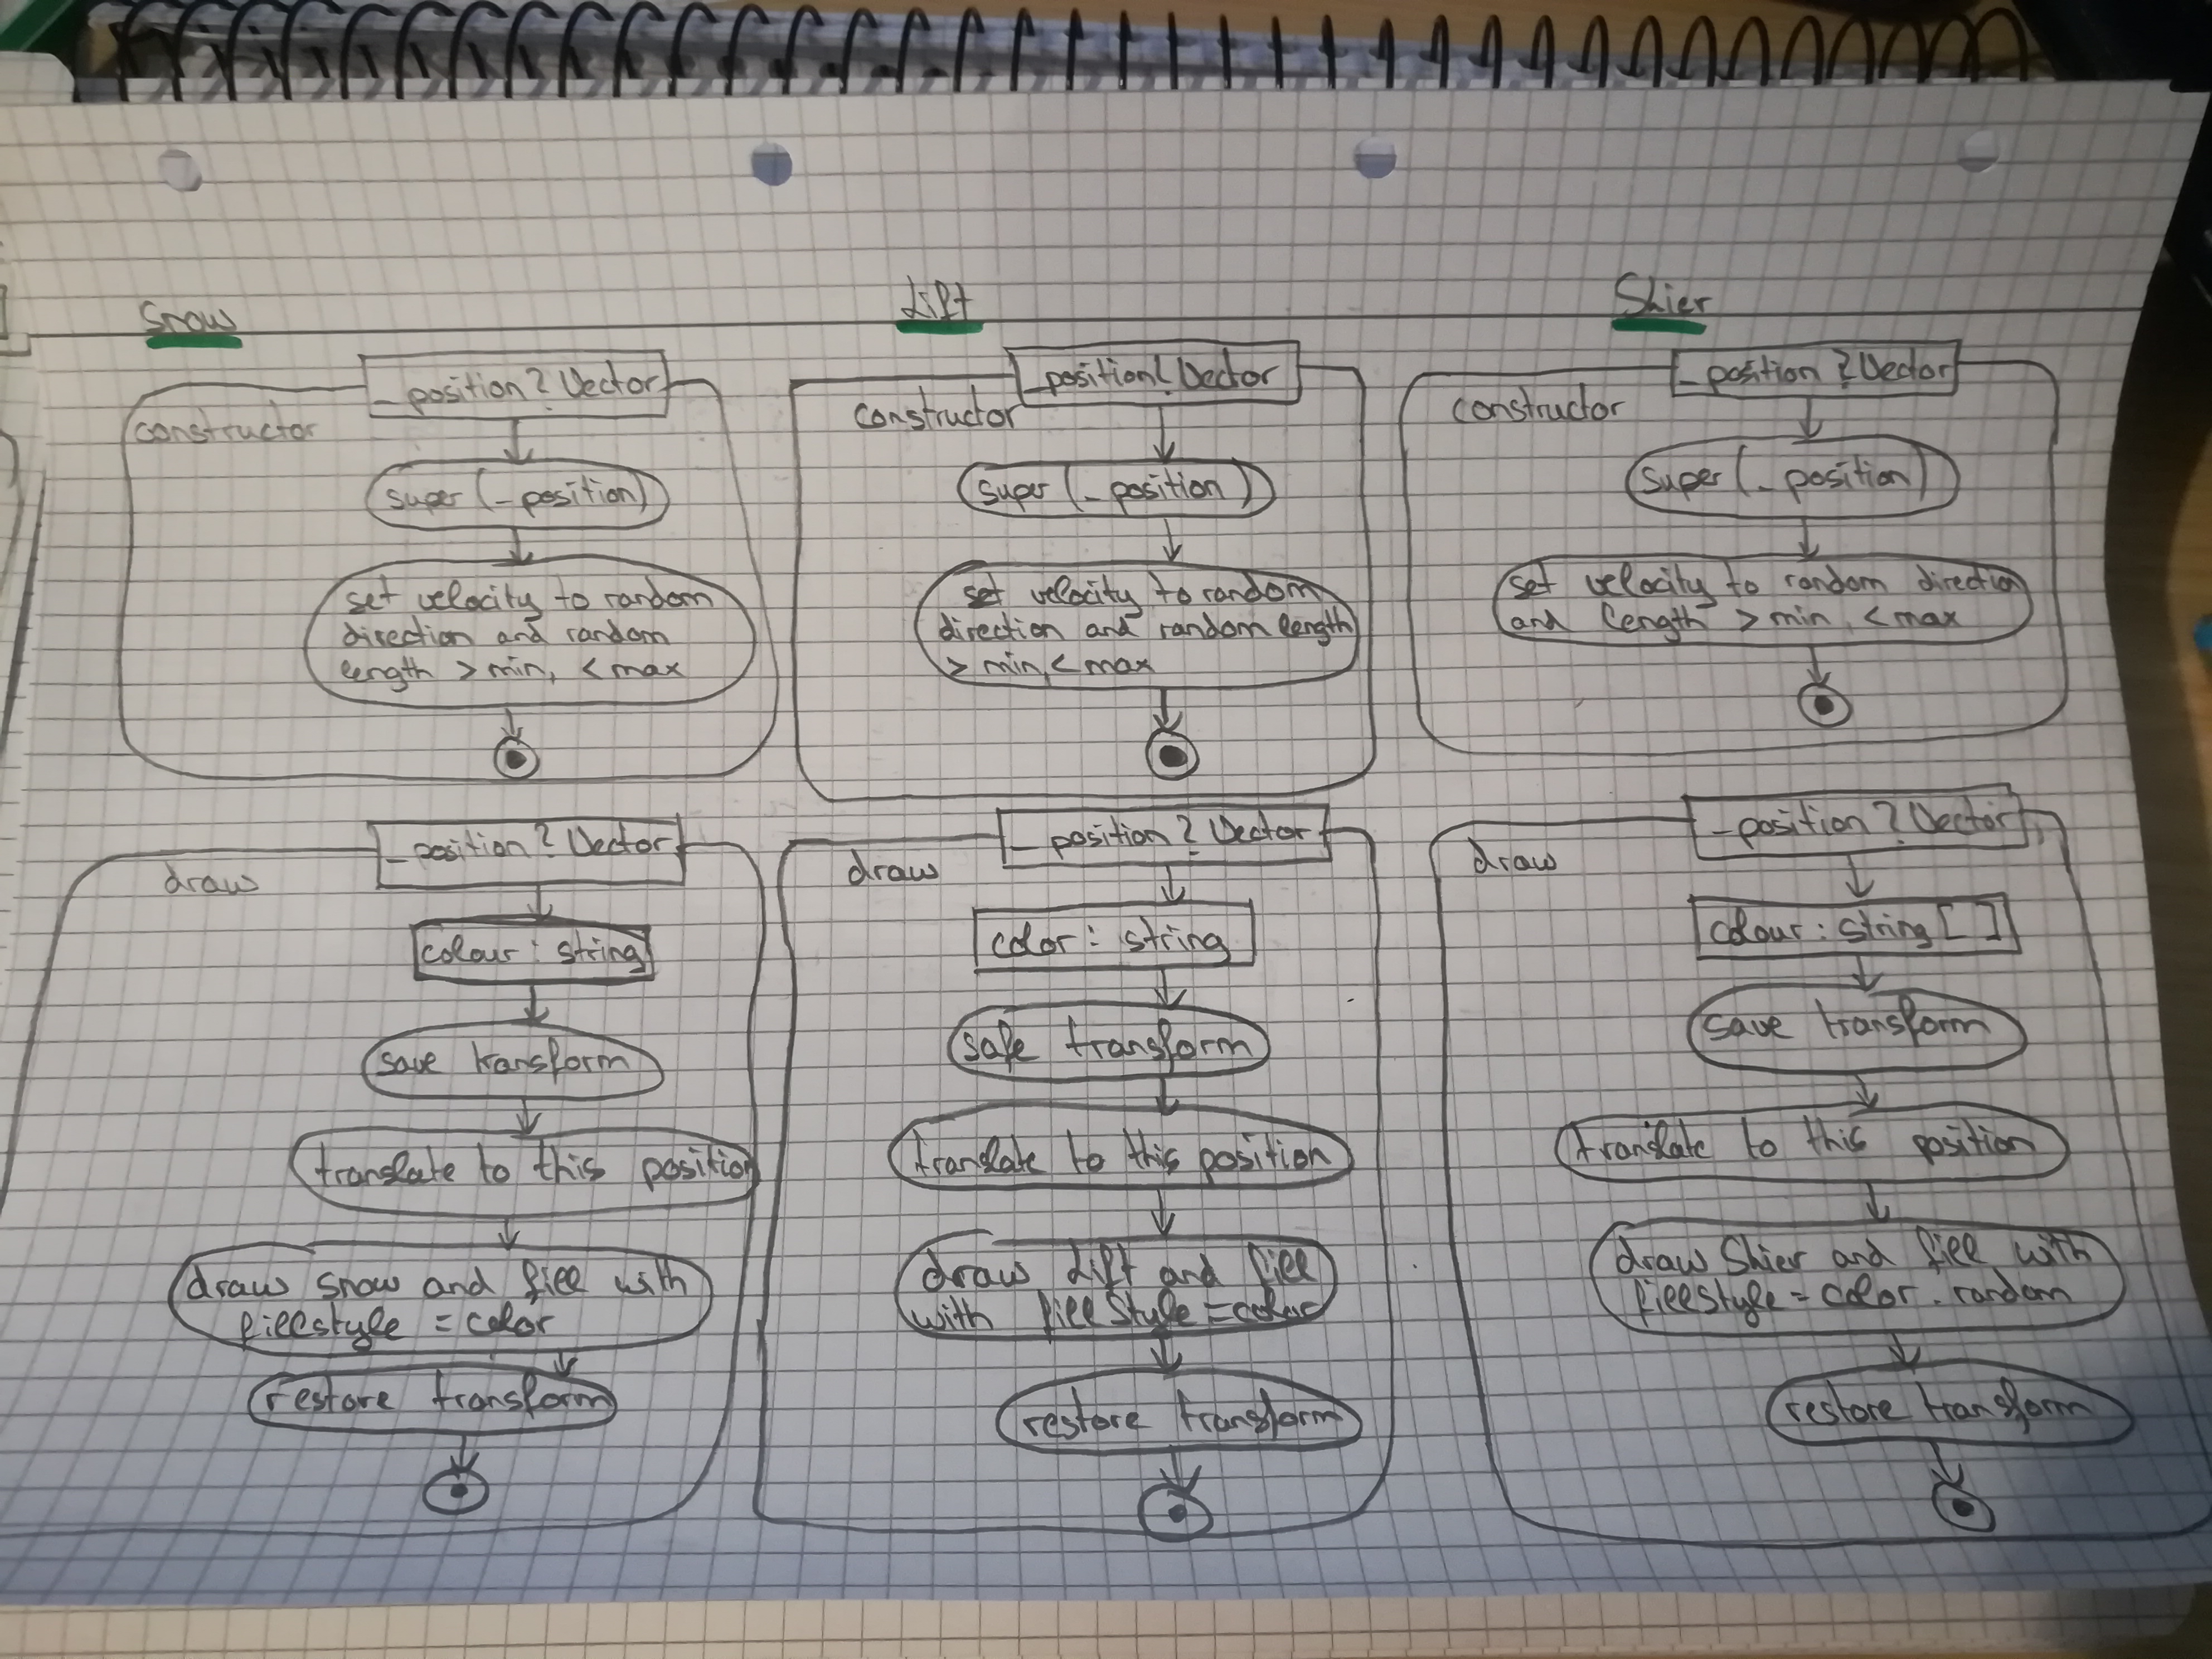 Snow
_position? Vector
constructor
super (_position)
set velocity to random
direction and random
length > min, < max
_position? Vector
draw
colour: string
save transform
translate to this position
draw snow and fill with
fillstyle = color
restore transform
Lift
_position? Vector
constructor
super (_position)
set velocity to random
direction and random length
> min, < max
_position? Vector
draw
color: string
safe transform
translate to this position
draw Lift and fill
with fillStyle = color
restore transform
Skier
_position? Vector
constructor
super (_position)
set velocity to random direction
and length > min, < max
_position? Vector
draw
colour: string []
save transform
translate to this position
draw Skier and fill with
fillstyle = color.random
restore transform